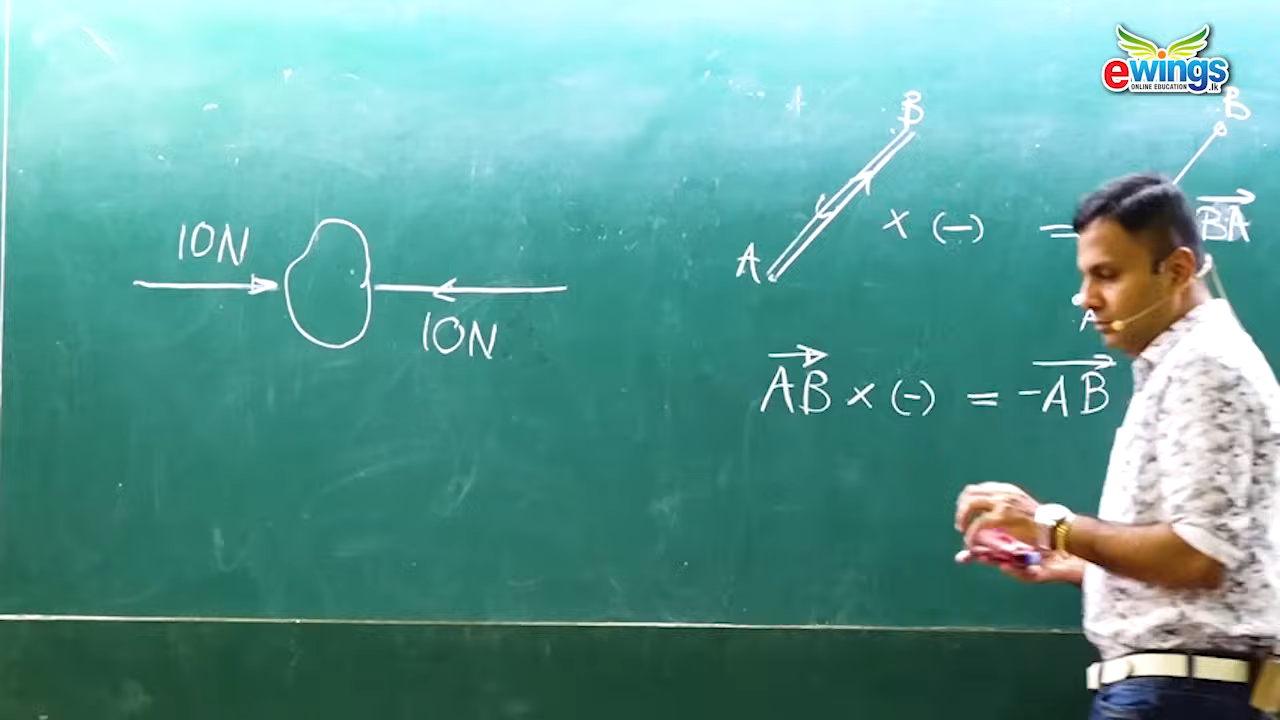 ewings
ONLINE EDUCATION .lk
10N
10N
B
A
× (−) =
B
BA
A
AB × (−) = −AB